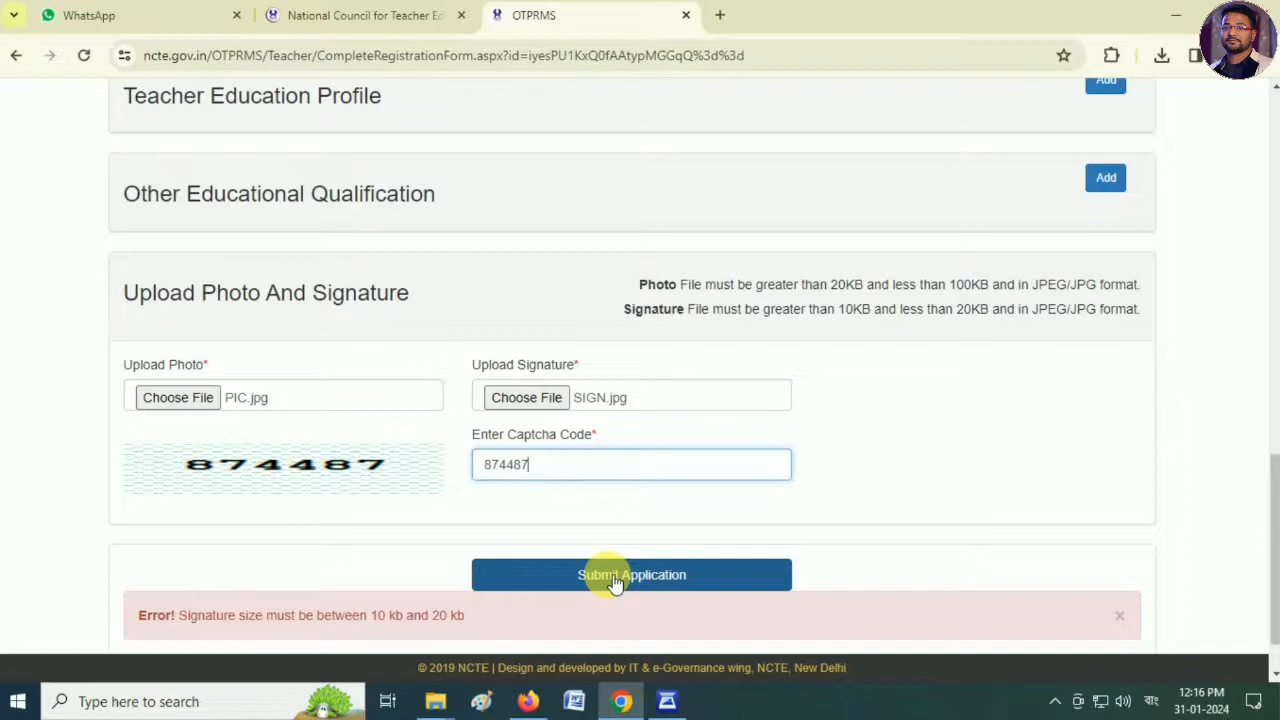 WhatsApp
National Council for Teacher Ed
OTPRMS
ncte.gov.in/OTPRMS/Teacher/CompleteRegistrationForm.aspx?id=iyesPU1KxQ0fAAtypMGGqQ%3d%3d
Teacher Education Profile
Add
Other Educational Qualification
Add
Upload Photo And Signature
Photo File must be greater than 20KB and less than 100KB and in JPEG/JPG format.
Signature File must be greater than 10KB and less than 20KB and in JPEG/JPG format.
Upload Photo*
Upload Signature*
Choose File PIC.jpg
Choose File SIGN.jpg
Enter Captcha Code*
874487
874487
Submit Application
Error! Signature size must be between 10 kb and 20 kb ×
© 2019 NCTE | Design and developed by IT & e-Governance wing, NCTE, New Delhi
Type here to search
বাং
12:16 PM
31-01-2024